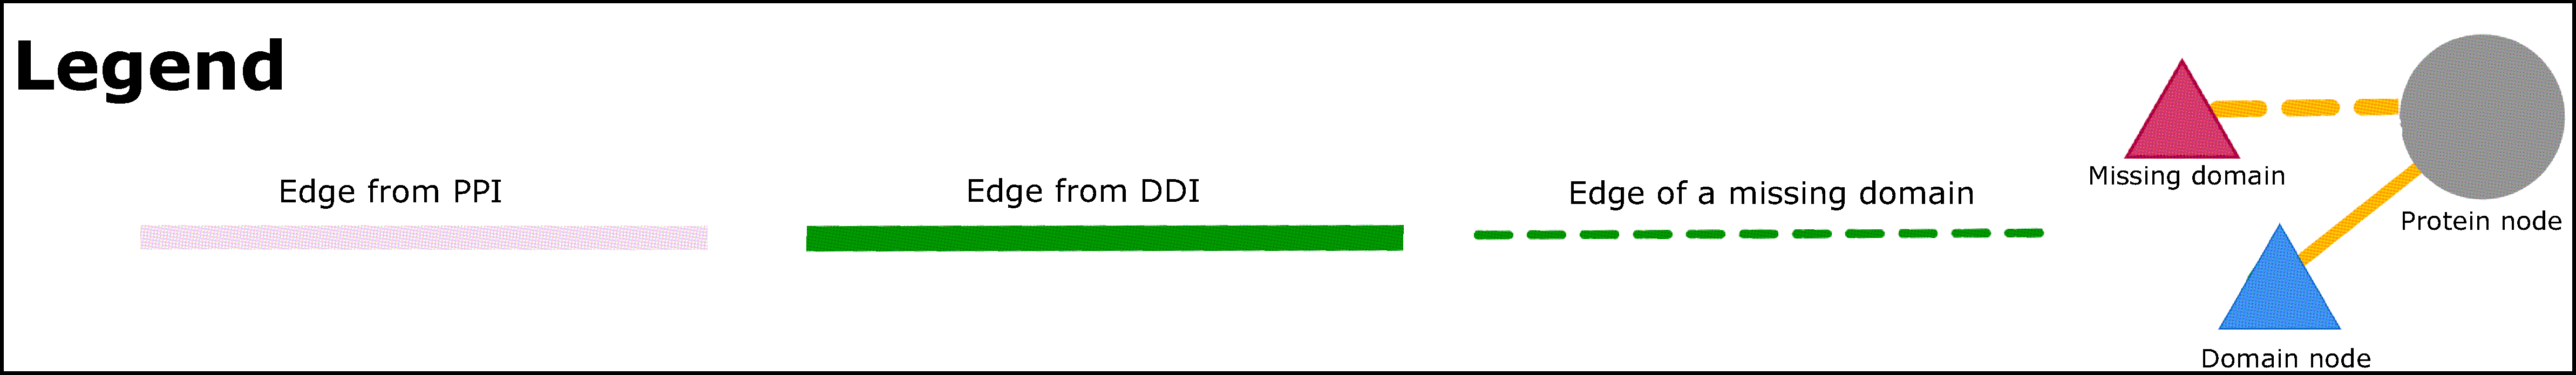 Legend
Edge from PPI
Edge from DDI
Edge of a missing domain
Missing domain
Protein node
Domain node